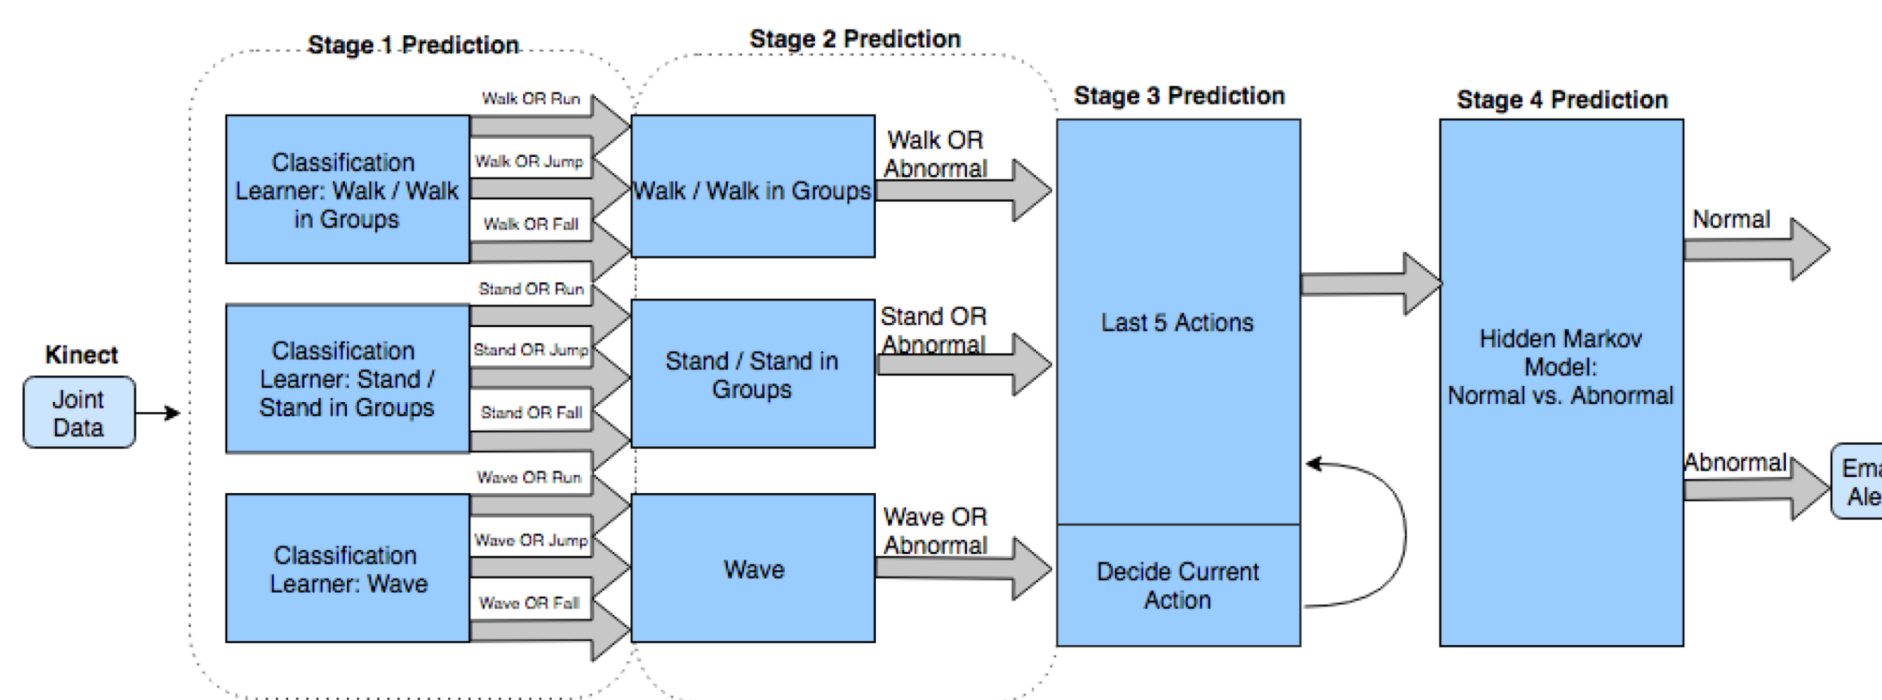 Stage 1 Prediction
Stage 2 Prediction
Stage 3 Prediction
Stage 4 Prediction
Kinect
Joint
Data
Classification
Learner: Walk / Walk
in Groups
Walk OR Run
Walk OR Jump
Walk OR Fall
Classification
Learner: Stand /
Stand in Groups
Stand OR Run
Stand OR Jump
Stand OR Fall
Classification
Learner: Wave
Wave OR Run
Wave OR Jump
Wave OR Fall
Walk / Walk in Groups
Walk OR
Abnormal
Stand / Stand in
Groups
Stand OR
Abnormal
Wave
Wave OR
Abnormal
Last 5 Actions
Decide Current
Action
Hidden Markov
Model:
Normal vs. Abnormal
Normal
Abnormal